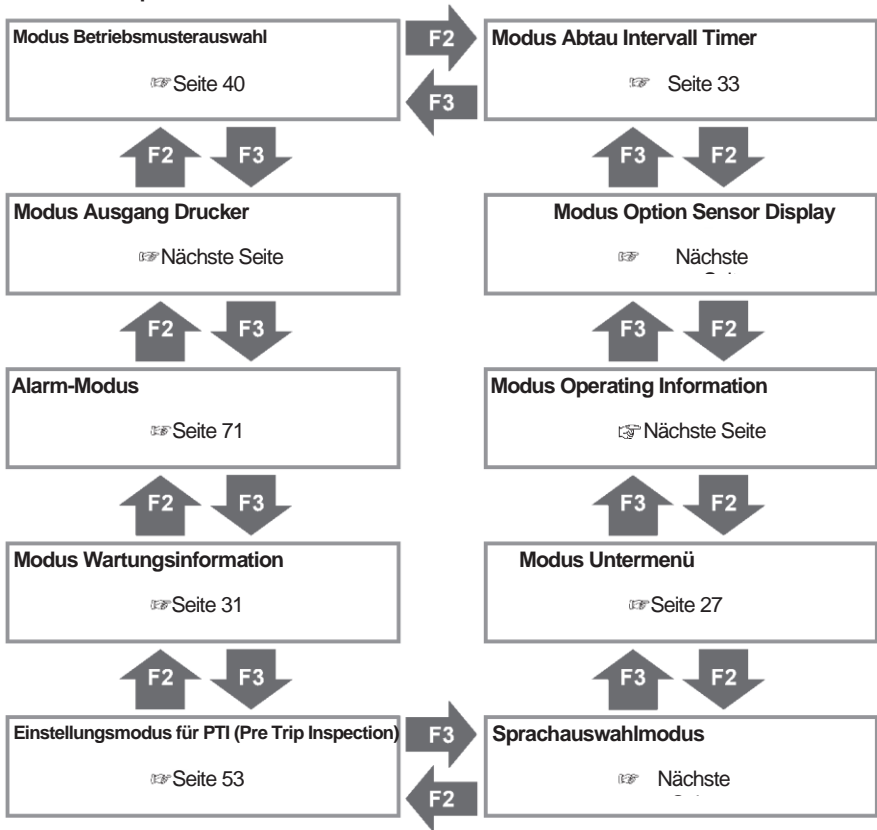 Modus Betriebsmusterauswahl
☞Seite 40
F2
F3
Modus Abtau Intervall Timer
☞ Seite 33
F2
F3
F3
F2
Modus Ausgang Drucker
☞Nächste Seite
Modus Option Sensor Display
☞ Nächste
F2
F3
F3
F2
Alarm-Modus
☞Seite 71
Modus Operating Information
☞Nächste Seite
F2
F3
F3
F2
Modus Wartungsinformation
☞Seite 31
Modus Untermenü
☞Seite 27
F2
F3
F3
F2
Einstellungsmodus für PTI (Pre Trip Inspection)
☞Seite 53
F3
F2
Sprachauswahlmodus
☞ Nächste